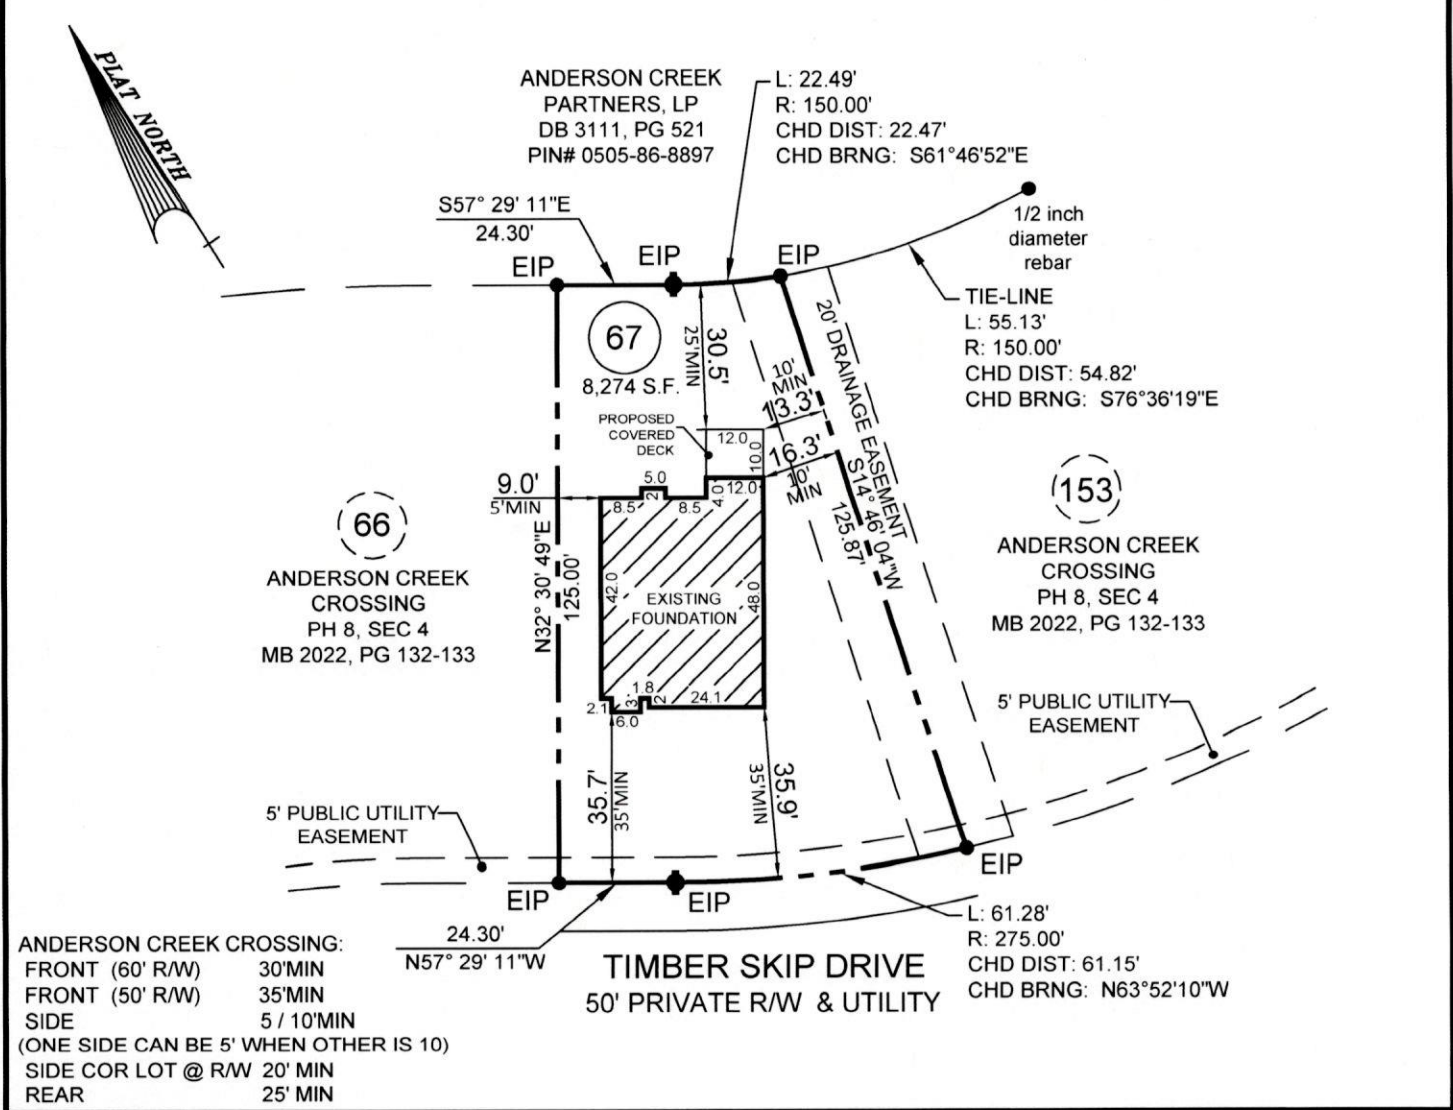 PLAT NORTH
ANDERSON CREEK
PARTNERS, LP
DB 3111, PG 521
PIN# 0505-86-8897
L: 22.49'
R: 150.00'
CHD DIST: 22.47'
CHD BRNG: S61°46'52"E
S57° 29' 11"E
24.30'
EIP
EIP
EIP
1/2 inch
diameter
rebar
TIE-LINE
L: 55.13'
R: 150.00'
CHD DIST: 54.82'
CHD BRNG: S76°36'19"E
67
8,274 S.F.
30.5'
25'MIN
10'
MIN
13.3'
20' DRAINAGE EASEMENT
PROPOSED
COVERED
DECK
12.0
10.0
16.3'
10'
MIN
S14° 46' 04"W
125.87'
9.0'
5'MIN
5.0
8.5
2
8.5
4.0
12.0
N32° 30' 49"E
125.00'
42.0
EXISTING
FOUNDATION
48.0
2.1
6.0
3
1.8
2
24.1
66
ANDERSON CREEK
CROSSING
PH 8, SEC 4
MB 2022, PG 132-133
153
ANDERSON CREEK
CROSSING
PH 8, SEC 4
MB 2022, PG 132-133
5' PUBLIC UTILITY
EASEMENT
35.7'
35'MIN
35.9'
35'MIN
5' PUBLIC UTILITY
EASEMENT
EIP
EIP
EIP
24.30'
N57° 29' 11"W
L: 61.28'
R: 275.00'
CHD DIST: 61.15'
CHD BRNG: N63°52'10"W
TIMBER SKIP DRIVE
50' PRIVATE R/W & UTILITY
ANDERSON CREEK CROSSING:
FRONT (60' R/W) 30'MIN
FRONT (50' R/W) 35'MIN
SIDE 5 / 10'MIN
(ONE SIDE CAN BE 5' WHEN OTHER IS 10)
SIDE COR LOT @ R/W 20' MIN
REAR 25' MIN